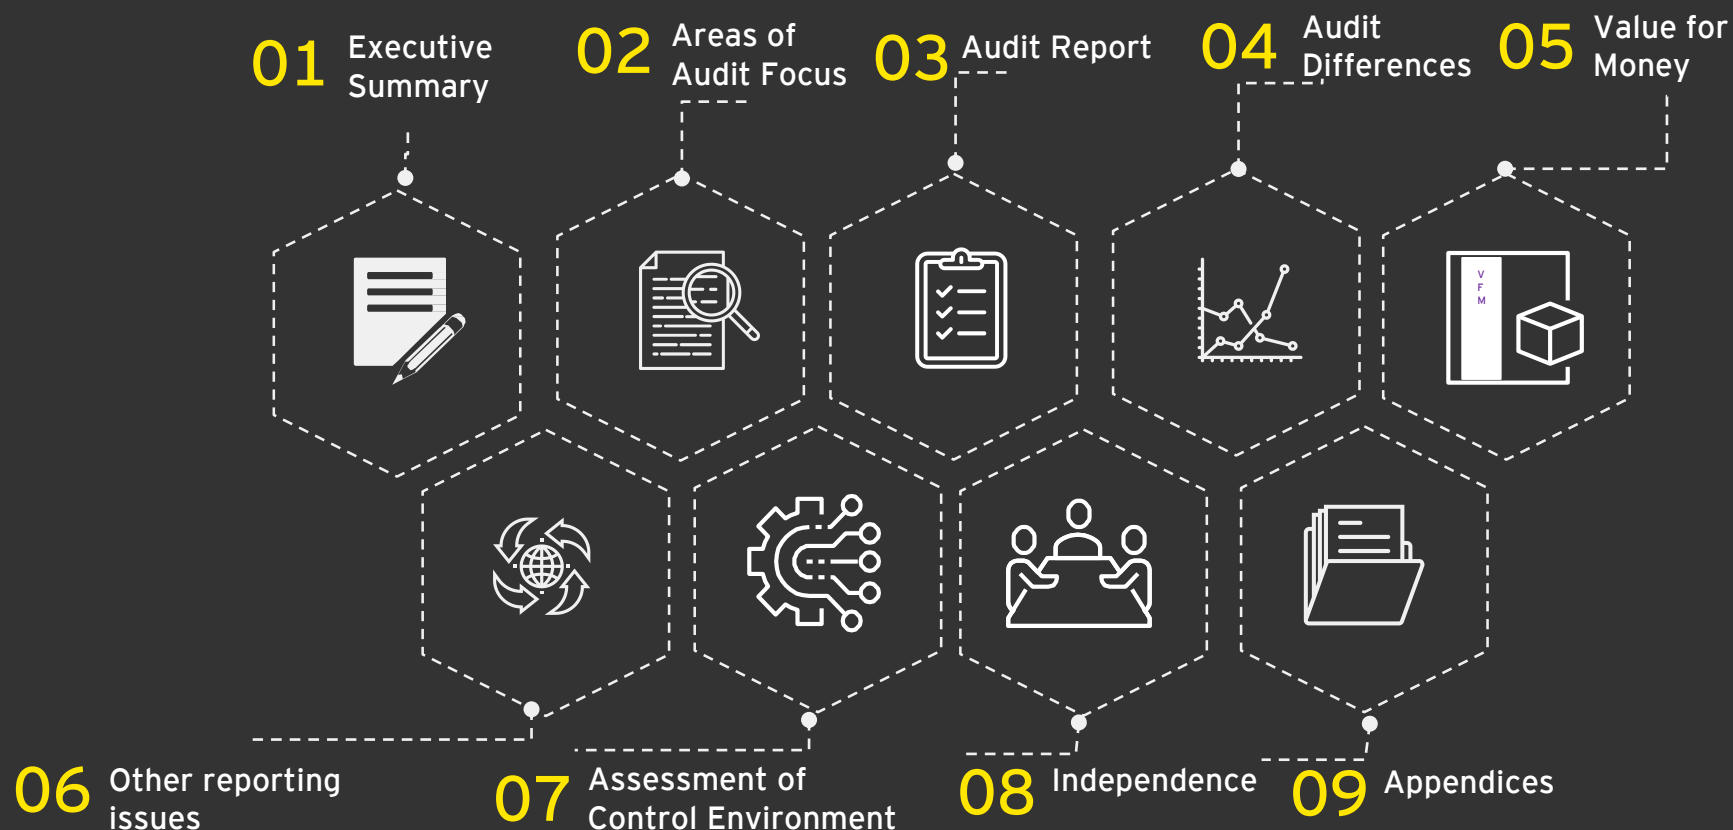 01
Executive
Summary
02
Areas of
Audit Focus
03
Audit Report
04
Audit
Differences
05
Value for
Money
V
F
M
06
Other reporting
issues
07
Assessment of
Control Environment
08
Independence
09
Appendices